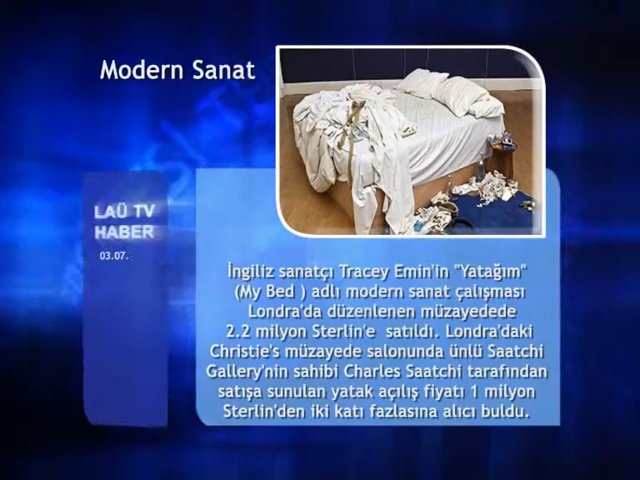 Modern Sanat
LAÜ TV
HABER
03.07.
İngiliz sanatçı Tracey Emin'in "Yatağım"
(My Bed ) adlı modern sanat çalışması
Londra'da düzenlenen müzayedede
2.2 milyon Sterlin'e satıldı. Londra'daki
Christie's müzayede salonunda ünlü Saatchi
Gallery'nin sahibi Charles Saatchi tarafından
satışa sunulan yatak açılış fiyatı 1 milyon
Sterlin'den iki katı fazlasına alıcı buldu.